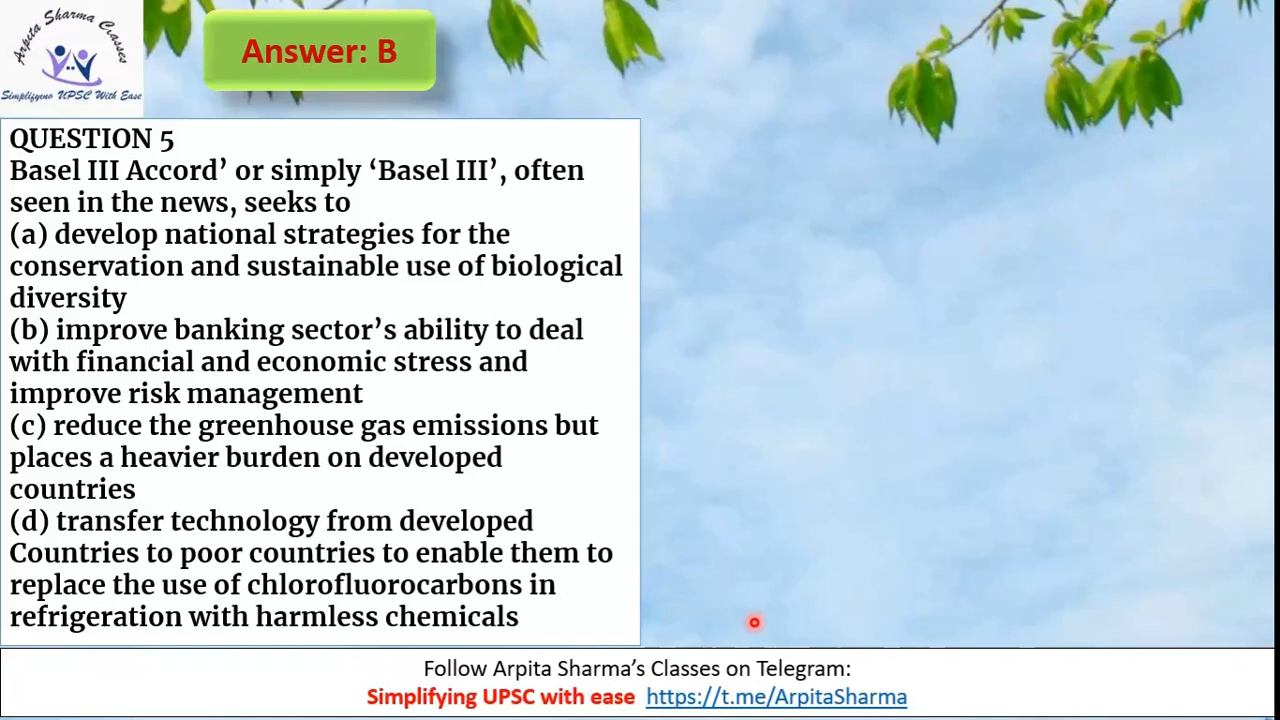 Arpita Sharma Classes
Simplifying UPSC With Ease
Answer: B
QUESTION 5
Basel III Accord’ or simply ‘Basel III’, often
seen in the news, seeks to
(a) develop national strategies for the
conservation and sustainable use of biological
diversity
(b) improve banking sector’s ability to deal
with financial and economic stress and
improve risk management
(c) reduce the greenhouse gas emissions but
places a heavier burden on developed
countries
(d) transfer technology from developed
Countries to poor countries to enable them to
replace the use of chlorofluorocarbons in
refrigeration with harmless chemicals
Follow Arpita Sharma’s Classes on Telegram:
Simplifying UPSC with ease https://t.me/ArpitaSharma